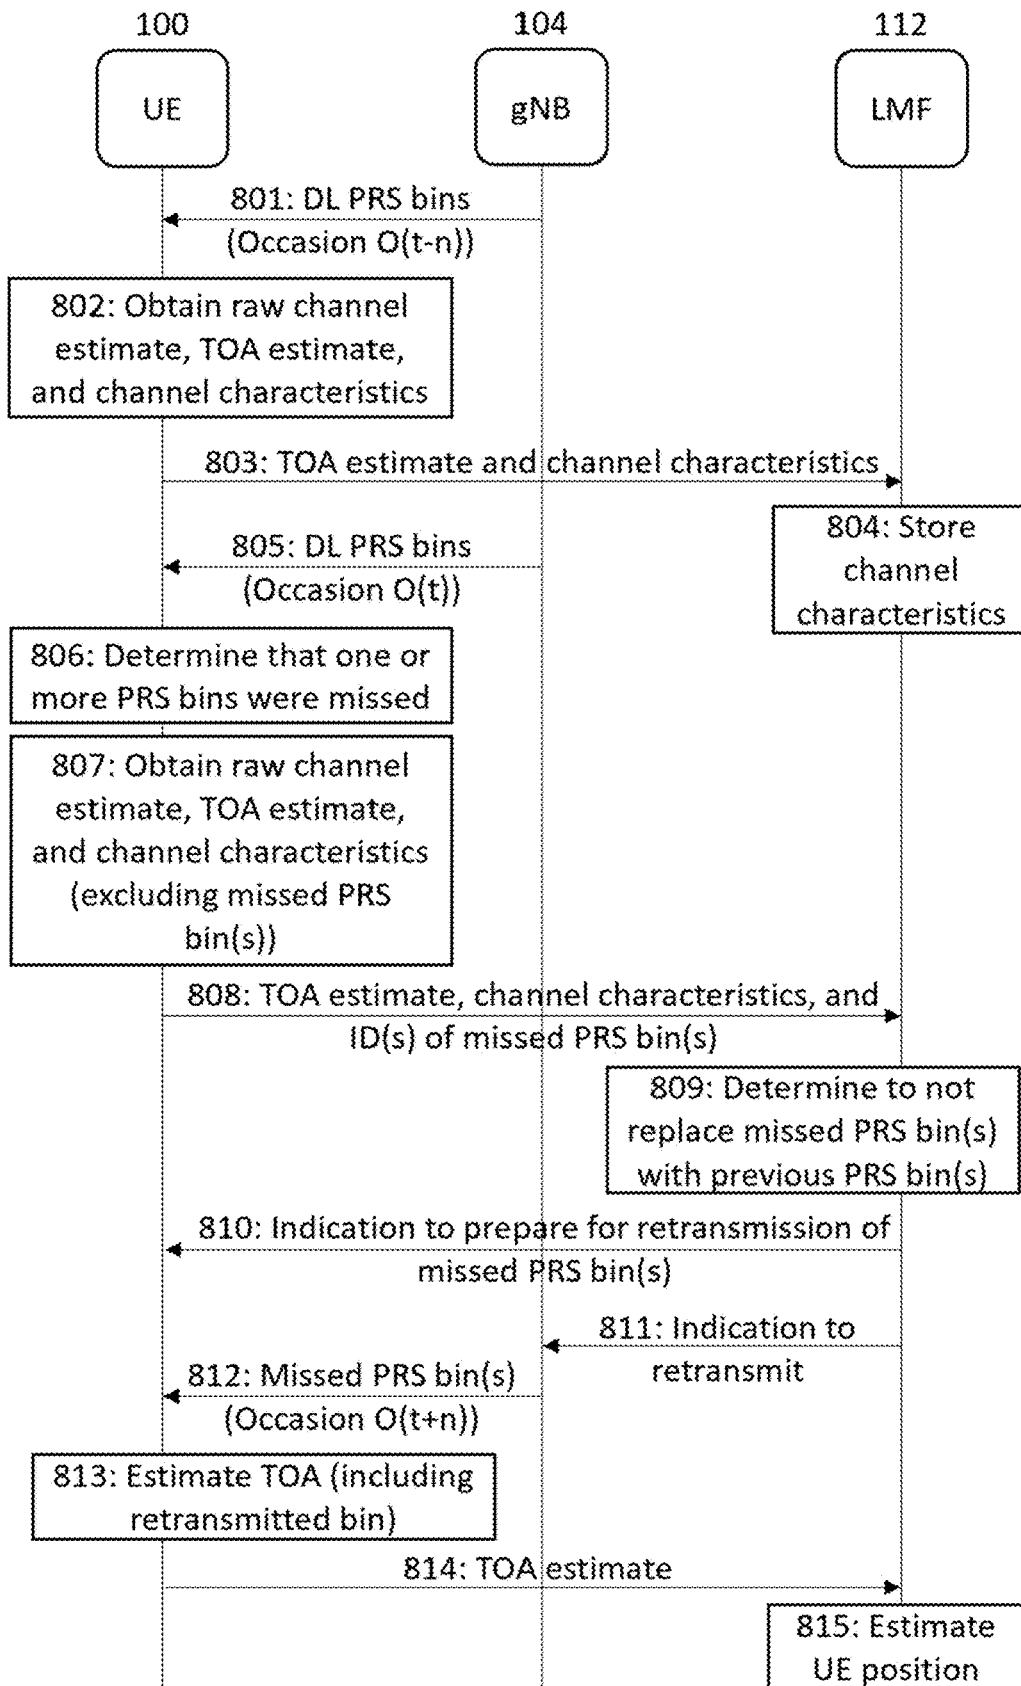 100
104
112
UE
gNB
LMF
801: DL PRS bins
(Occasion O(t-n))
802: Obtain raw channel
estimate, TOA estimate,
and channel characteristics
803: TOA estimate and channel characteristics
804: Store
channel
characteristics
805: DL PRS bins
(Occasion O(t))
806: Determine that one or
more PRS bins were missed
807: Obtain raw channel
estimate, TOA estimate,
and channel characteristics
(excluding missed PRS
bin(s))
808: TOA estimate, channel characteristics, and
ID(s) of missed PRS bin(s)
809: Determine to not
replace missed PRS bin(s)
with previous PRS bin(s)
810: Indication to prepare for retransmission of
missed PRS bin(s)
811: Indication to
retransmit
812: Missed PRS bin(s)
(Occasion O(t+n))
813: Estimate TOA (including
retransmitted bin)
814: TOA estimate
815: Estimate
UE position